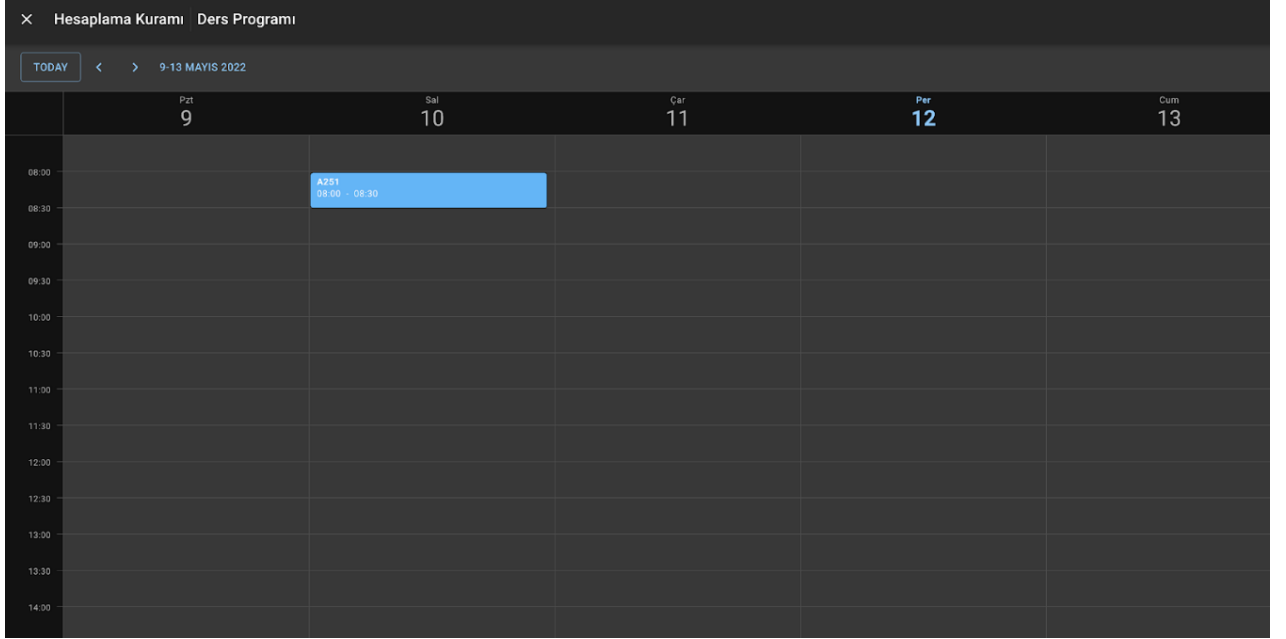 Hesaplama Kuramı Ders Programı
TODAY 9-13 MAYIS 2022
Pzt Sal Çar Per Cum
9 10 11 12 13
08:00
A251
08:00 - 08:30
08:30
09:00
09:30
10:00
10:30
11:00
11:30
12:00
12:30
13:00
13:30
14:00